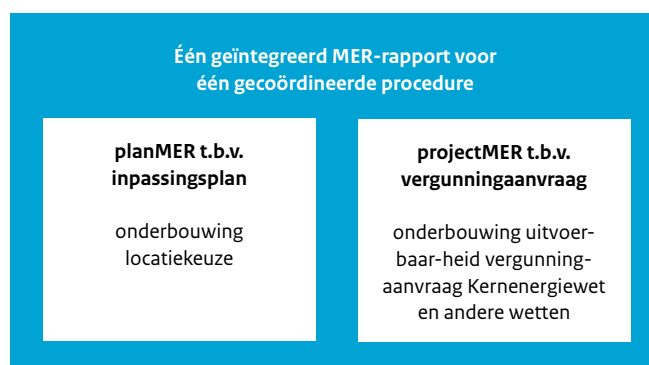 Één geïntegreerd MER-rapport voor
één gecoördineerde procedure
planMER t.b.v.
inpassingsplan
onderbouwing
locatiekeuze
projectMER t.b.v.
vergunningaanvraag
onderbouwing uitvoer-
baar-heid vergunning-
aanvraag Kernenergiewet
en andere wetten